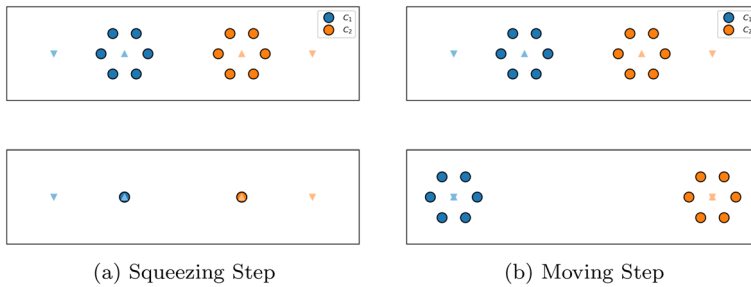 C₁
C₂
C₁
C₂
(a) Squeezing Step
(b) Moving Step